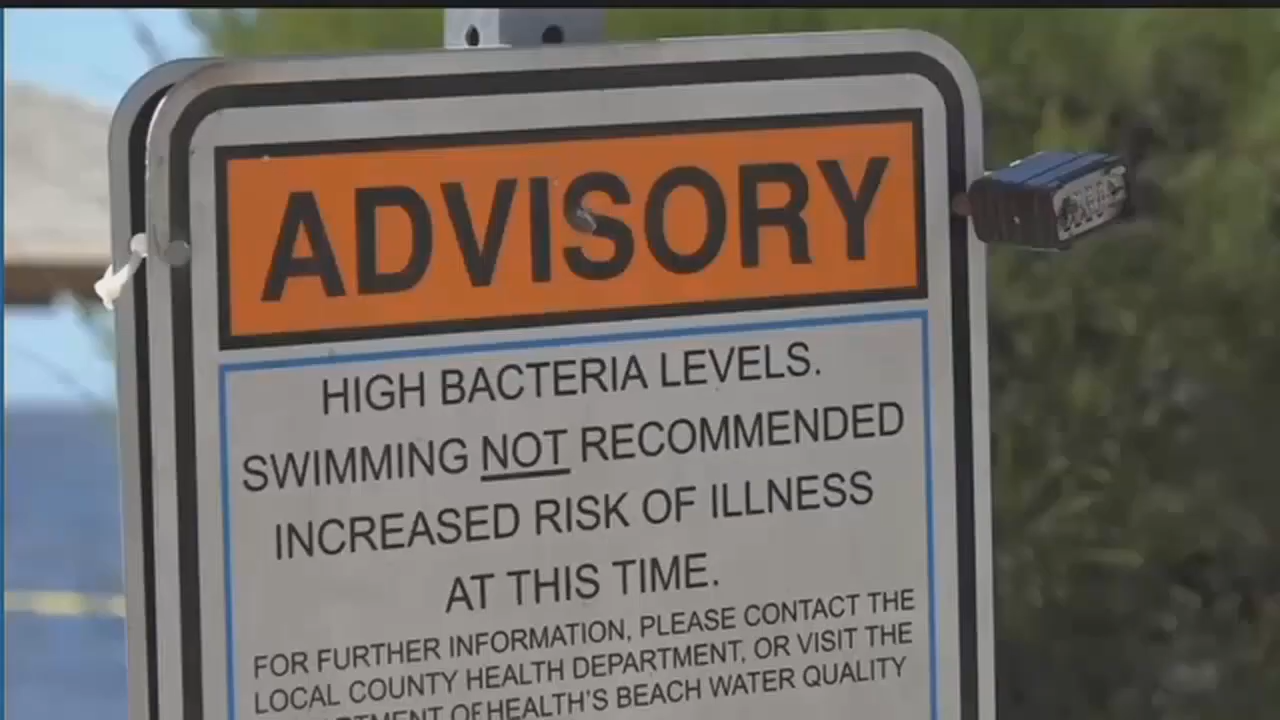 ADVISORY
HIGH BACTERIA LEVELS.
SWIMMING NOT RECOMMENDED
INCREASED RISK OF ILLNESS
AT THIS TIME.
FOR FURTHER INFORMATION, PLEASE CONTACT THE
LOCAL COUNTY HEALTH DEPARTMENT, OR VISIT THE
OF HEALTH'S BEACH WATER QUALITY